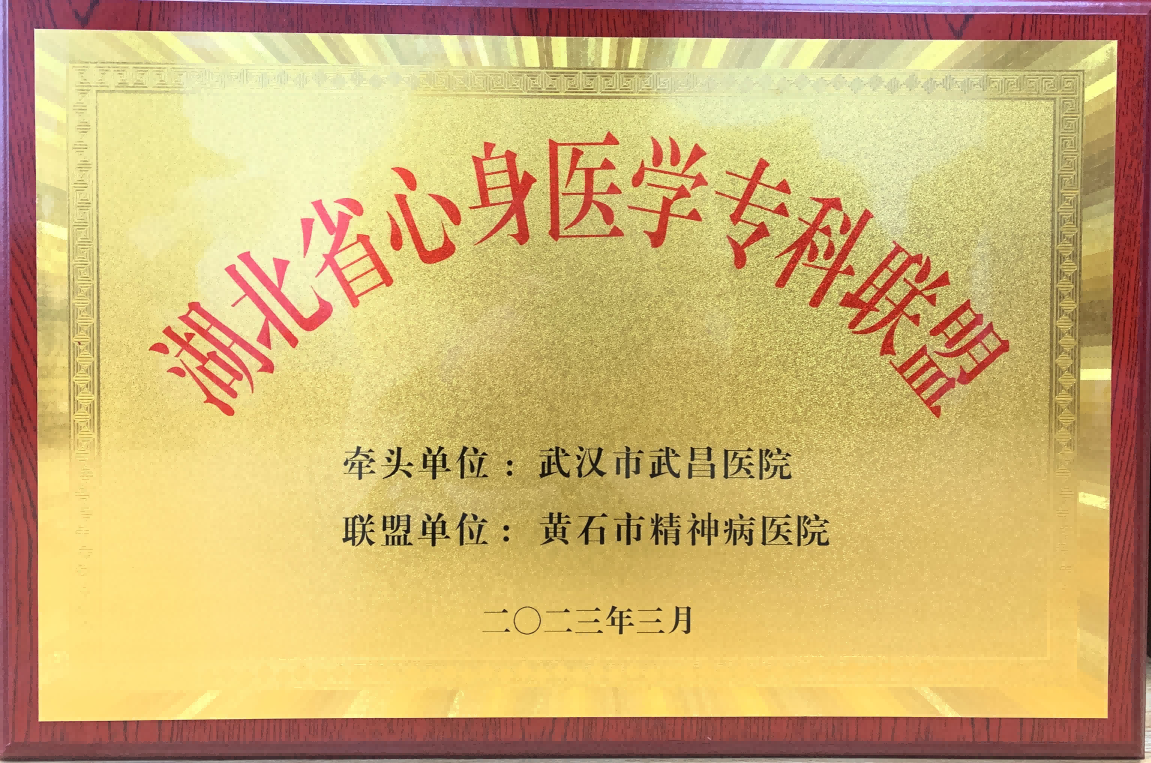 湖北省心身医学专科联盟
牵头单位：武汉市武昌医院
联盟单位：黄石市精神病医院
二〇二三年三月